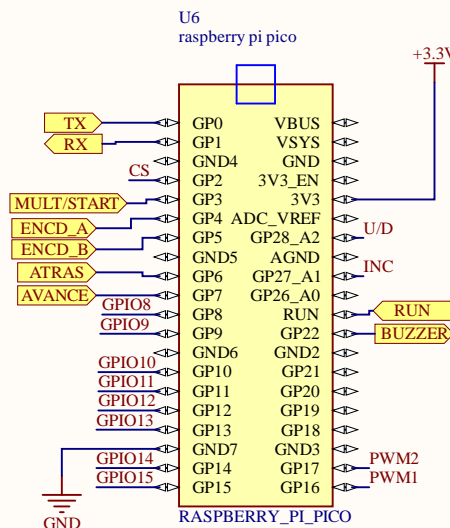 U6
raspberry pi pico
+3.3V
TX GP0 VBUS
RX GP1 VSYS
GND4 GND
CS GP2 3V3_EN
MULT/START GP3 3V3
ENCD_A GP4 ADC_VREF
ENCD_B GP5 GP28_A2 U/D
GND5 AGND
ATRAS GP6 GP27_A1 INC
AVANCE GP7 GP26_A0
GPIO8 GP8 RUN RUN
GPIO9 GP9 GP22 BUZZER
GND6 GND2
GPIO10 GP10 GP21
GPIO11 GP11 GP20
GPIO12 GP12 GP19
GPIO13 GP13 GP18
GND7 GND3
GPIO14 GP14 GP17 PWM2
GPIO15 GP15 GP16 PWM1
GND
RASPBERRY_PI_PICO